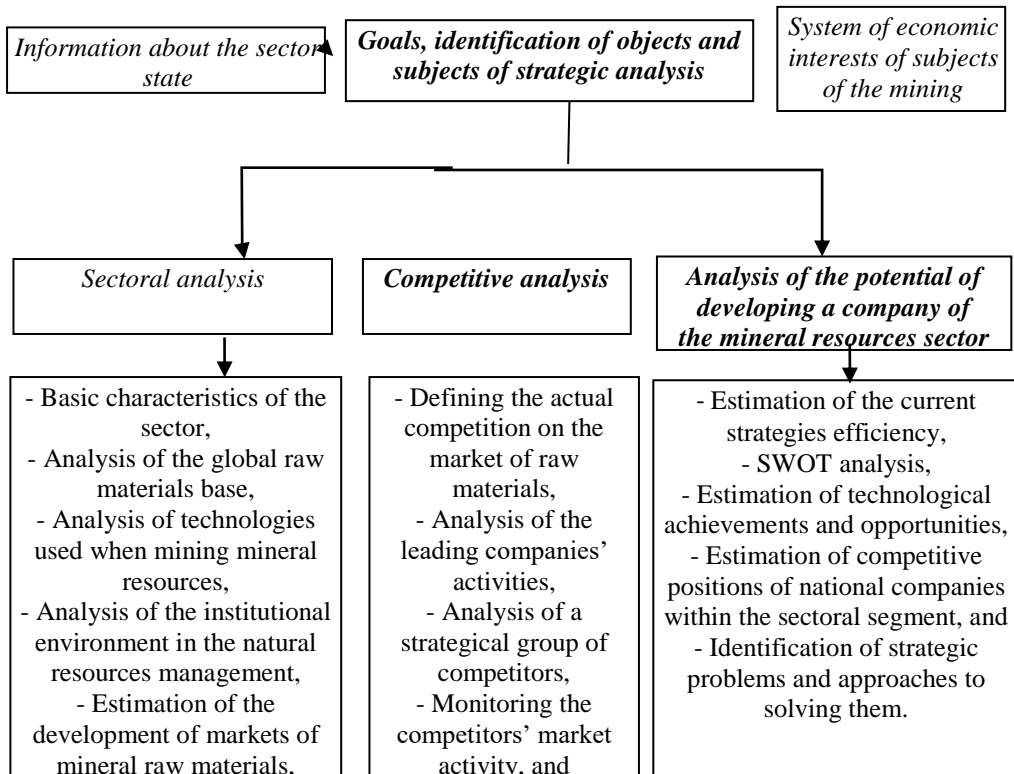 Information about the sector
state
Goals, identification of objects and
subjects of strategic analysis
System of economic
interests of subjects
of the mining
Sectoral analysis
Competitive analysis
Analysis of the potential of
developing a company of
the mineral resources sector
- Basic characteristics of the
sector,
- Analysis of the global raw
materials base,
- Analysis of technologies
used when mining mineral
resources,
- Analysis of the institutional
environment in the natural
resources management,
- Estimation of the
development of markets of
mineral raw materials,
- Defining the actual
competition on the
market of raw
materials,
- Analysis of the
leading companies’
activities,
- Analysis of a
strategical group of
competitors,
- Monitoring the
competitors’ market
activity, and
- Estimation of the current
strategies efficiency,
- SWOT analysis,
- Estimation of technological
achievements and opportunities,
- Estimation of competitive
positions of national companies
within the sectoral segment, and
- Identification of strategic
problems and approaches to
solving them.